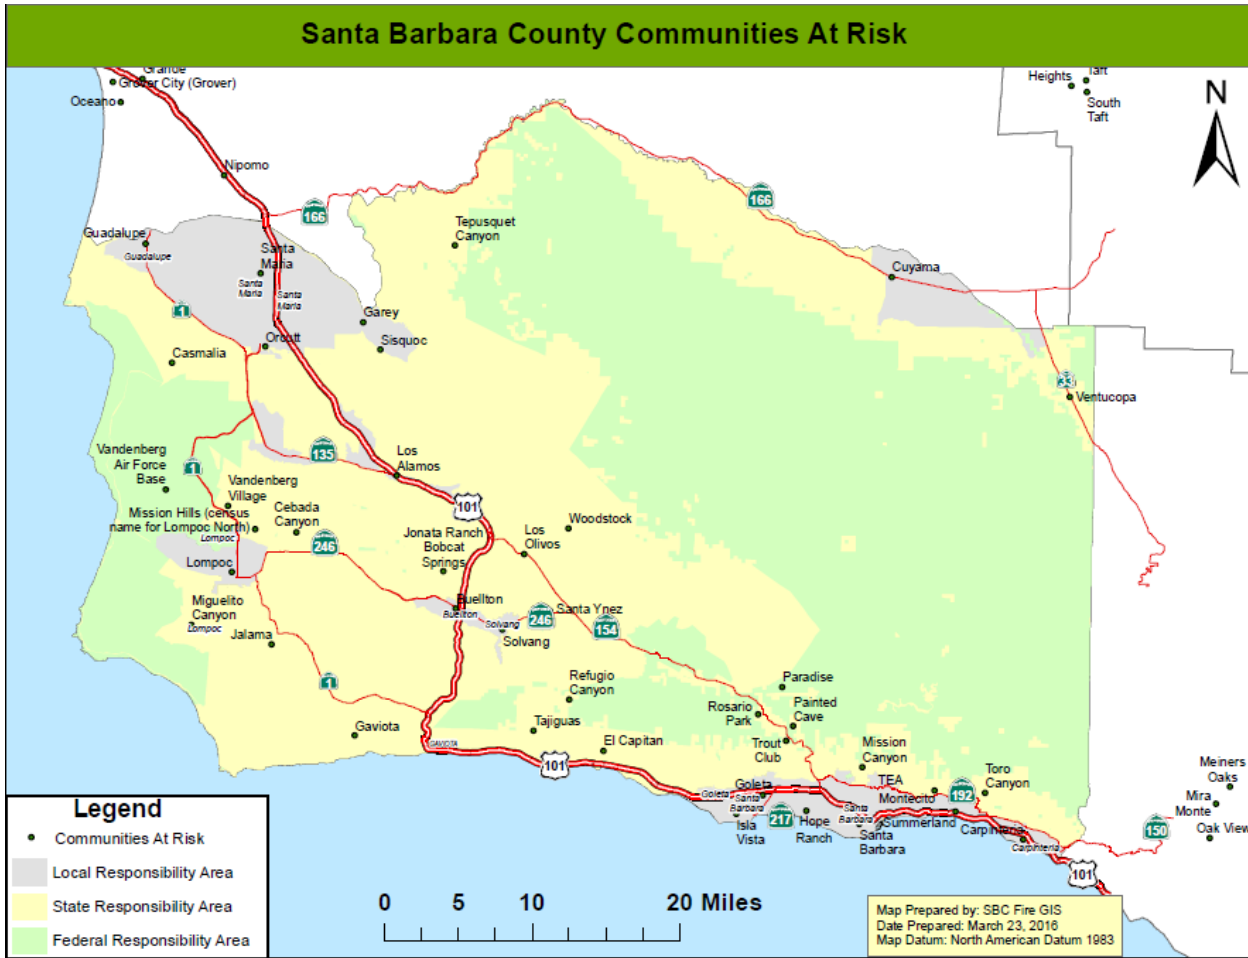 Santa Barbara County Communities At Risk
Grande
Grover City (Grover)
Oceano
Heights
Taft
South
Taft
N
Nipomo
166
166
Tepusquet
Canyon
Guadalupe
Guadalupe
Santa
Maria
Santa
Maria
Santa
Maria
Cuyama
1
Garey
Orcutt
Sisquoc
Casmalia
33
Ventucopa
135
Los
Alamos
Vandenberg
Air Force
Base
1
Vandenberg
Village
101
Mission Hills (census
name for Lompoc North)
Cebada
Canyon
Lompoc
246
Jonata Ranch
Bobcat
Springs
Los
Olivos
Woodstock
Lompoc
Miguelito
Canyon
Lompoc
Buellton
Buellton
Solvang
Solvang
246
Santa Ynez
154
Jalama
1
Refugio
Canyon
Paradise
Rosario
Park
Painted
Cave
Gaviota
GAVIOTA
Tajiguas
El Capitan
Trout
Club
Mission
Canyon
101
TEA
Toro
Canyon
Goleta
Goleta
Santa
Barbara
Montecito
192
Meiners
Oaks
Mira
Monte
Isla
Vista
217
Hope
Ranch
Santa
Barbara
Santa
Barbara
Summerland
Carpinteria
Carpinteria
150
Oak View
101
Legend
Communities At Risk
Local Responsibility Area
State Responsibility Area
Federal Responsibility Area
0 5 10 20 Miles
Map Prepared by: SBC Fire GIS
Date Prepared: March 23, 2016
Map Datum: North American Datum 1983